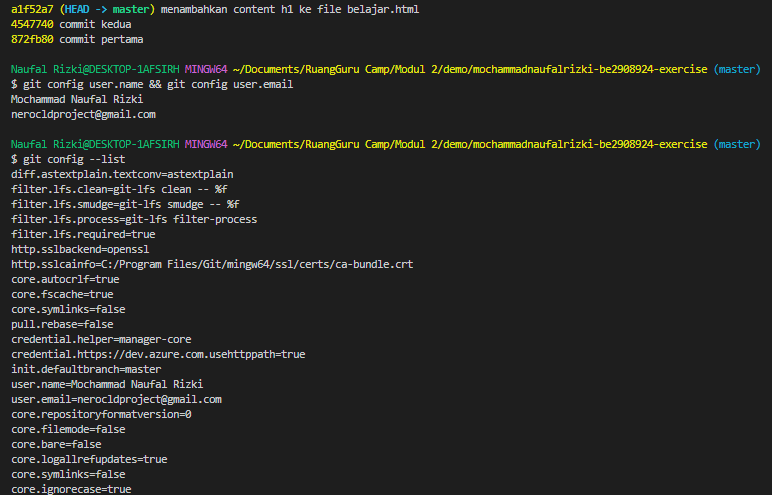 a1f52a7 (HEAD -> master) menambahkan content h1 ke file belajar.html
4547740 commit kedua
872fb80 commit pertama
Naufal Rizki@DESKTOP-1AFSIRH MINGW64 ~/Documents/RuangGuru Camp/Modul 2/demo/mochammadnaufalrizki-be2908924-exercise (master)
$ git config user.name && git config user.email
Mochammad Naufal Rizki
nerocldproject@gmail.com
Naufal Rizki@DESKTOP-1AFSIRH MINGW64 ~/Documents/RuangGuru Camp/Modul 2/demo/mochammadnaufalrizki-be2908924-exercise (master)
$ git config --list
diff.astextplain.textconv=astextplain
filter.lfs.clean=git-lfs clean -- %f
filter.lfs.smudge=git-lfs smudge -- %f
filter.lfs.process=git-lfs filter-process
filter.lfs.required=true
http.sslbackend=openssl
http.sslcainfo=C:/Program Files/Git/mingw64/ssl/certs/ca-bundle.crt
core.autocrlf=true
core.fscache=true
core.symlinks=false
pull.rebase=false
credential.helper=manager-core
credential.https://dev.azure.com.usehttppath=true
init.defaultbranch=master
user.name=Mochammad Naufal Rizki
user.email=nerocldproject@gmail.com
core.repositoryformatversion=0
core.filemode=false
core.bare=false
core.logallrefupdates=true
core.symlinks=false
core.ignorecase=true